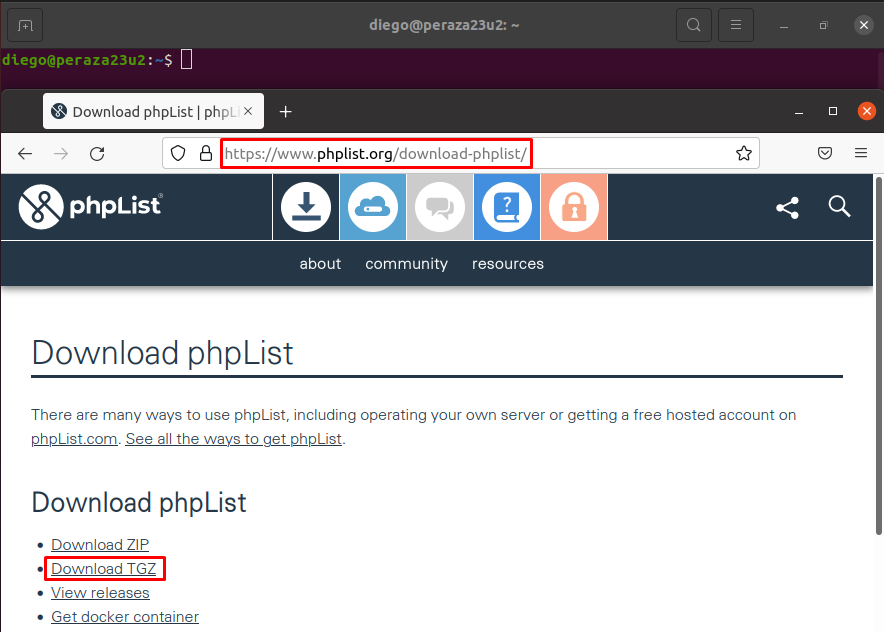 diego@peraza23u2: ~
diego@peraza23u2:~$
Download phpList | phpLi
https://www.phplist.org/download-phplist/
phpList®
?
about community resources
Download phpList
There are many ways to use phpList, including operating your own server or getting a free hosted account on
phpList.com. See all the ways to get phpList.
Download phpList
• Download ZIP
• Download TGZ
• View releases
• Get docker container